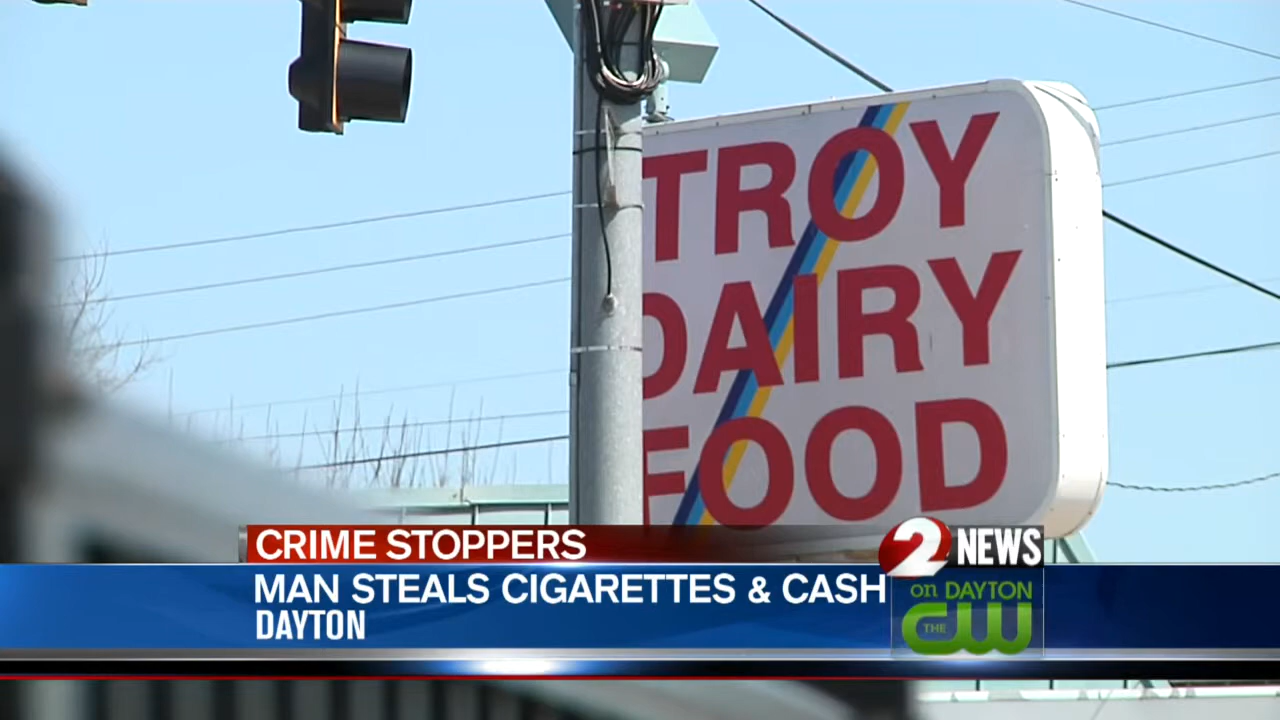 TROY
DAIRY
FOOD
CRIME STOPPERS
MAN STEALS CIGARETTES & CASH
DAYTON
2 NEWS
on DAYTON
THE CW